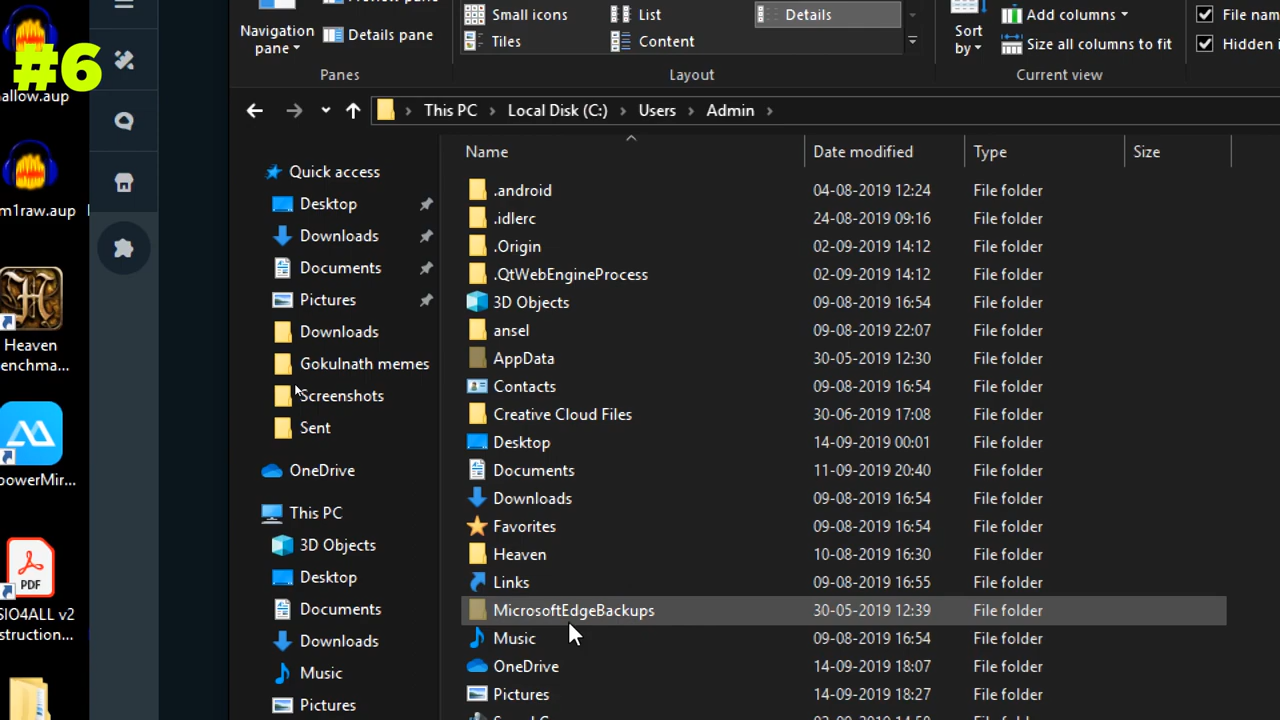 #6
allow.aup
m1raw.aup
Heaven
enchma...
powerMir...
PDF
SIO4ALL v2
struction...
Navigation
pane
Details pane
Panes
Small icons
List
Details
Tiles
Content
Layout
Sort
by
Add columns
Size all columns to fit
Current view
File nam
Hidden i
This PC > Local Disk (C:) > Users > Admin >
Quick access
Desktop
Downloads
Documents
Pictures
Downloads
Gokulnath memes
Screenshots
Sent
OneDrive
This PC
3D Objects
Desktop
Documents
Downloads
Music
Pictures
Name Date modified Type Size
.android 04-08-2019 12:24 File folder
.idlerc 24-08-2019 09:16 File folder
.Origin 02-09-2019 14:12 File folder
.QtWebEngineProcess 02-09-2019 14:12 File folder
3D Objects 09-08-2019 16:54 File folder
ansel 09-08-2019 22:07 File folder
AppData 30-05-2019 12:30 File folder
Contacts 09-08-2019 16:54 File folder
Creative Cloud Files 30-06-2019 17:08 File folder
Desktop 14-09-2019 00:01 File folder
Documents 11-09-2019 20:40 File folder
Downloads 09-08-2019 16:54 File folder
Favorites 09-08-2019 16:54 File folder
Heaven 10-08-2019 16:30 File folder
Links 09-08-2019 16:55 File folder
MicrosoftEdgeBackups 30-05-2019 12:39 File folder
Music 09-08-2019 16:54 File folder
OneDrive 14-09-2019 18:07 File folder
Pictures 14-09-2019 18:27 File folder